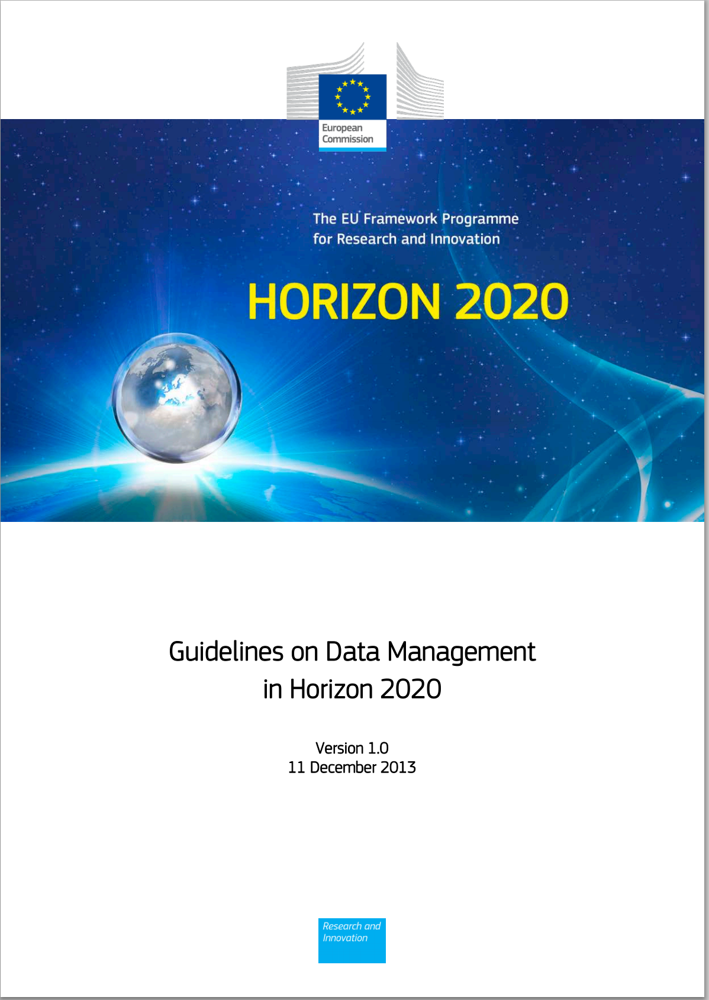 European
Commission
The EU Framework Programme
for Research and Innovation
HORIZON 2020
Guidelines on Data Management
in Horizon 2020
Version 1.0
11 December 2013
Research and
Innovation